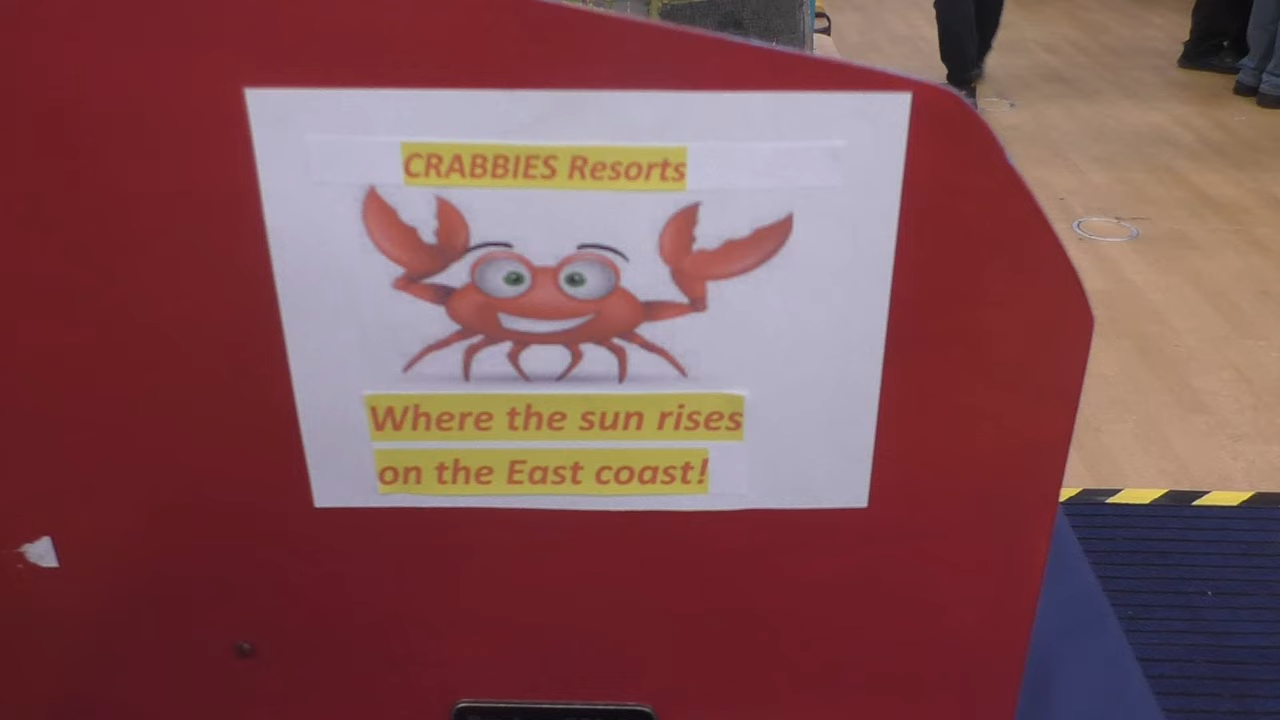 CRABBIES Resorts
Where the sun rises
on the East coast!